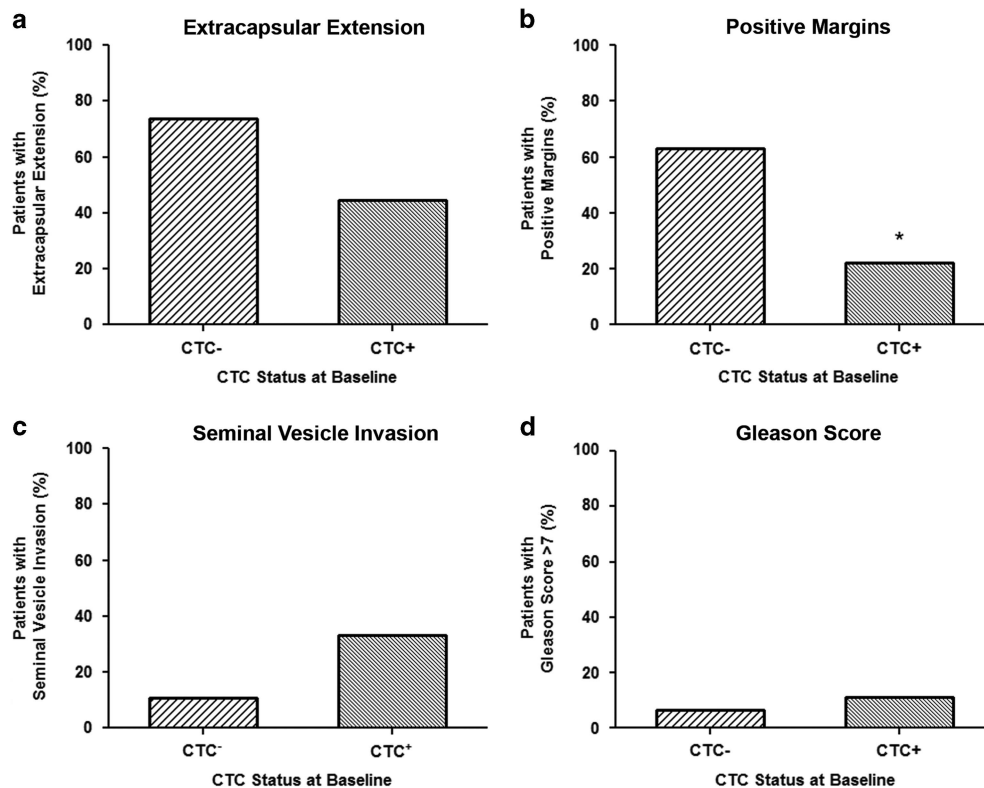 a
Extracapsular Extension
Patients with
Extracapsular Extension (%)
100
80
60
40
20
0
CTC-
CTC+
CTC Status at Baseline
b
Positive Margins
Patients with
Positive Margins (%)
100
80
60
40
20
0
*
CTC-
CTC+
CTC Status at Baseline
c
Seminal Vesicle Invasion
Patients with
Seminal Vesicle Invasion (%)
100
80
60
40
20
0
CTC⁻
CTC⁺
CTC Status at Baseline
d
Gleason Score
Patients with
Gleason Score >7 (%)
100
80
60
40
20
0
CTC-
CTC+
CTC Status at Baseline